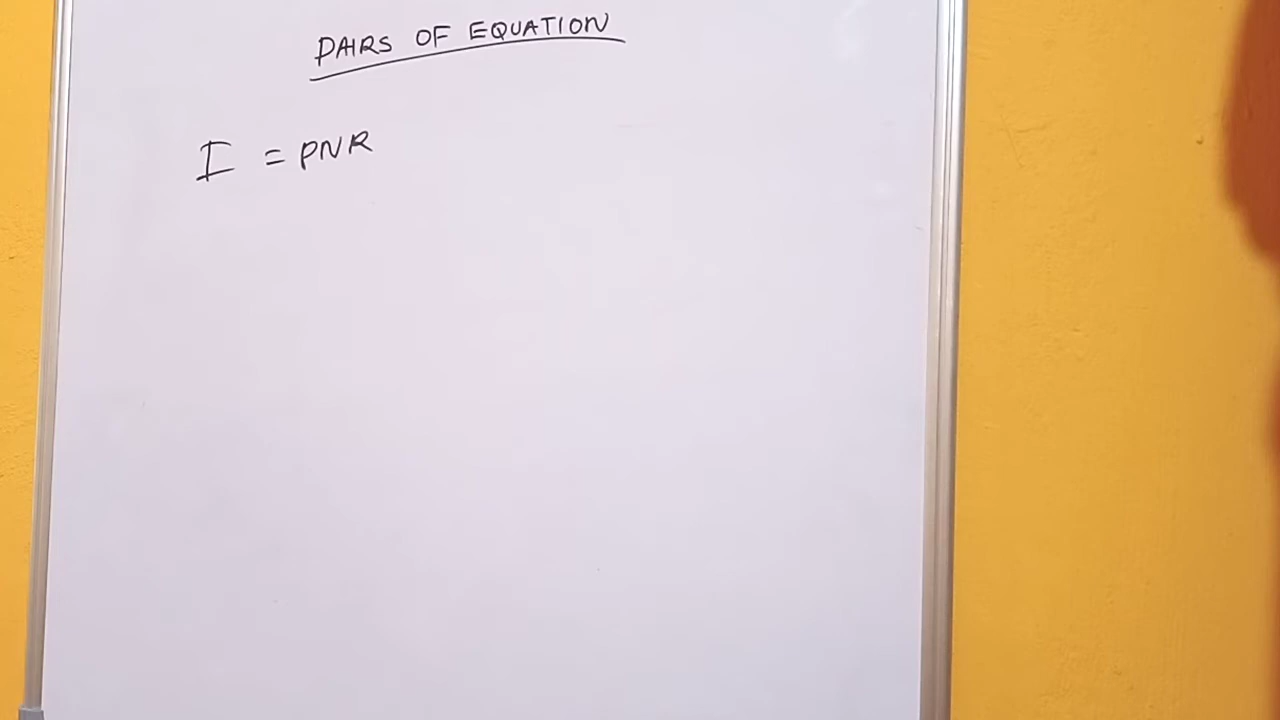 PAIRS OF EQUATION
I = PNR